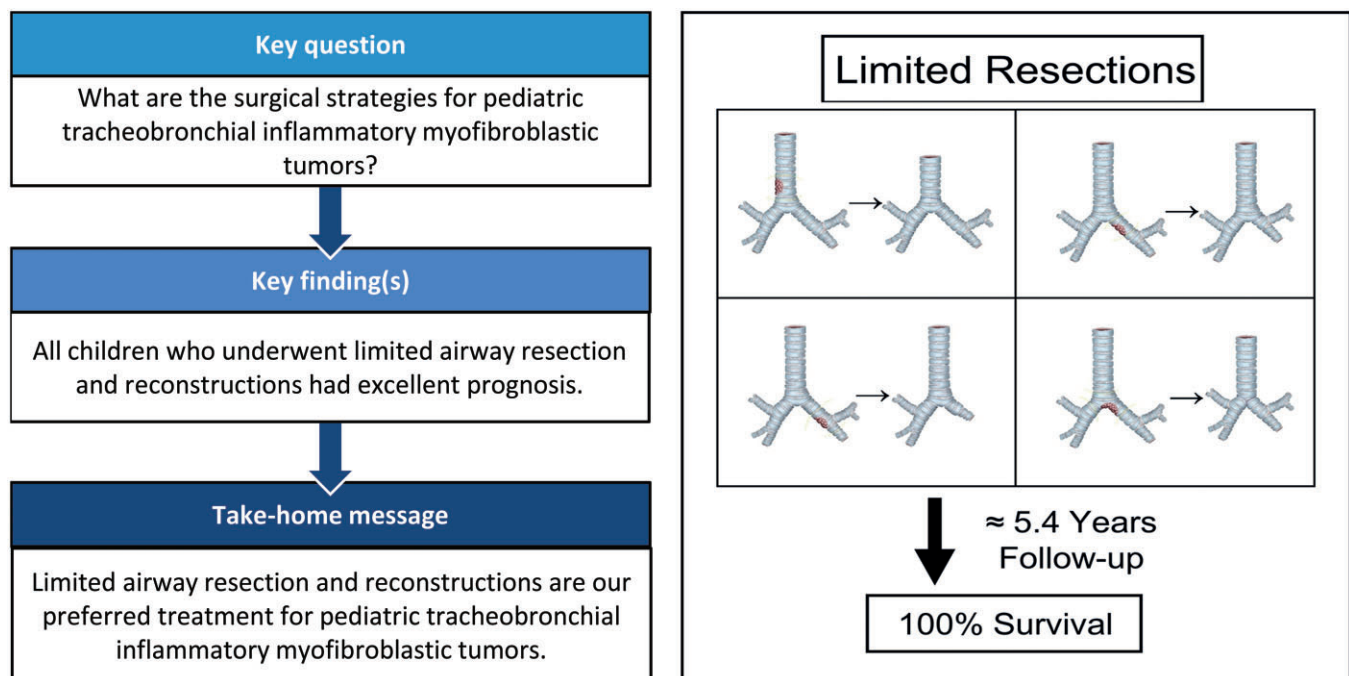 Key question
What are the surgical strategies for pediatric
tracheobronchial inflammatory myofibroblastic
tumors?
Key finding(s)
All children who underwent limited airway resection
and reconstructions had excellent prognosis.
Take-home message
Limited airway resection and reconstructions are our
preferred treatment for pediatric tracheobronchial
inflammatory myofibroblastic tumors.
Limited Resections
≈ 5.4 Years
Follow-up
100% Survival